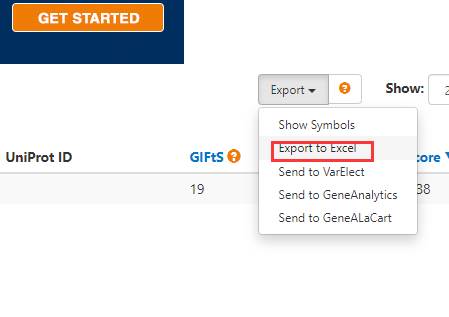 GET STARTED
Export
Show: 2
Show Symbols
Export to Excel
Send to VarElect
Send to GeneAnalytics
Send to GeneALaCart
UniProt ID GIFtS ore
19 38